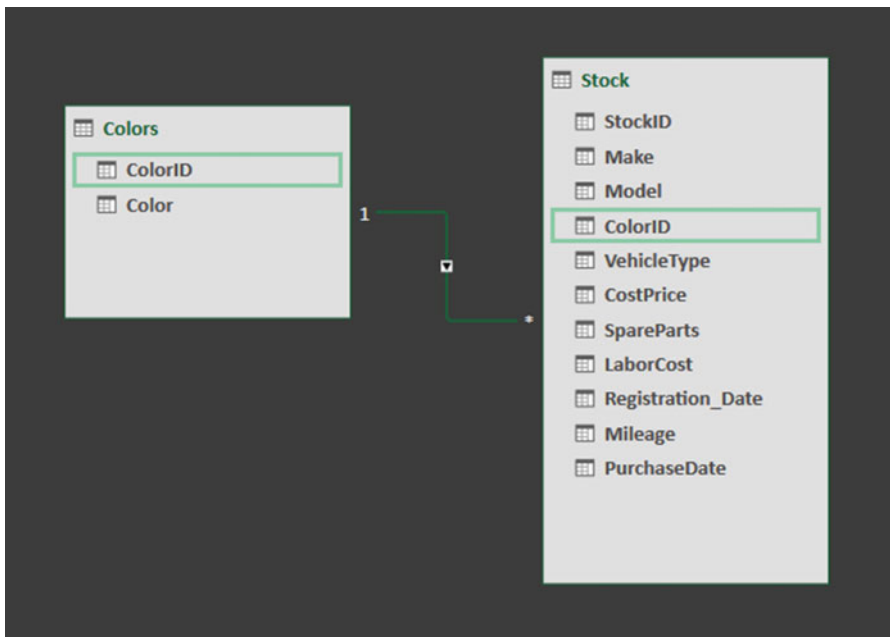 Colors
ColorID
Color
1
*
Stock
StockID
Make
Model
ColorID
VehicleType
CostPrice
SpareParts
LaborCost
Registration_Date
Mileage
PurchaseDate